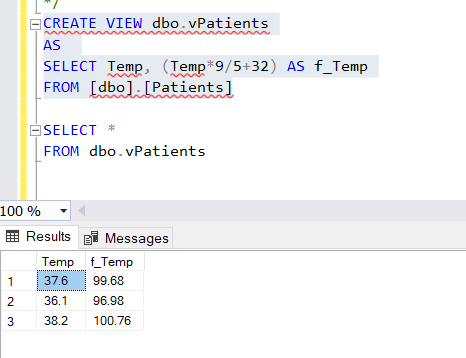 */
CREATE VIEW dbo.vPatients
AS
SELECT Temp, (Temp*9/5+32) AS f_Temp
FROM [dbo].[Patients]
SELECT *
FROM dbo.vPatients
100 %
Results Messages
Temp f_Temp
1 37.6 99.68
2 36.1 96.98
3 38.2 100.76